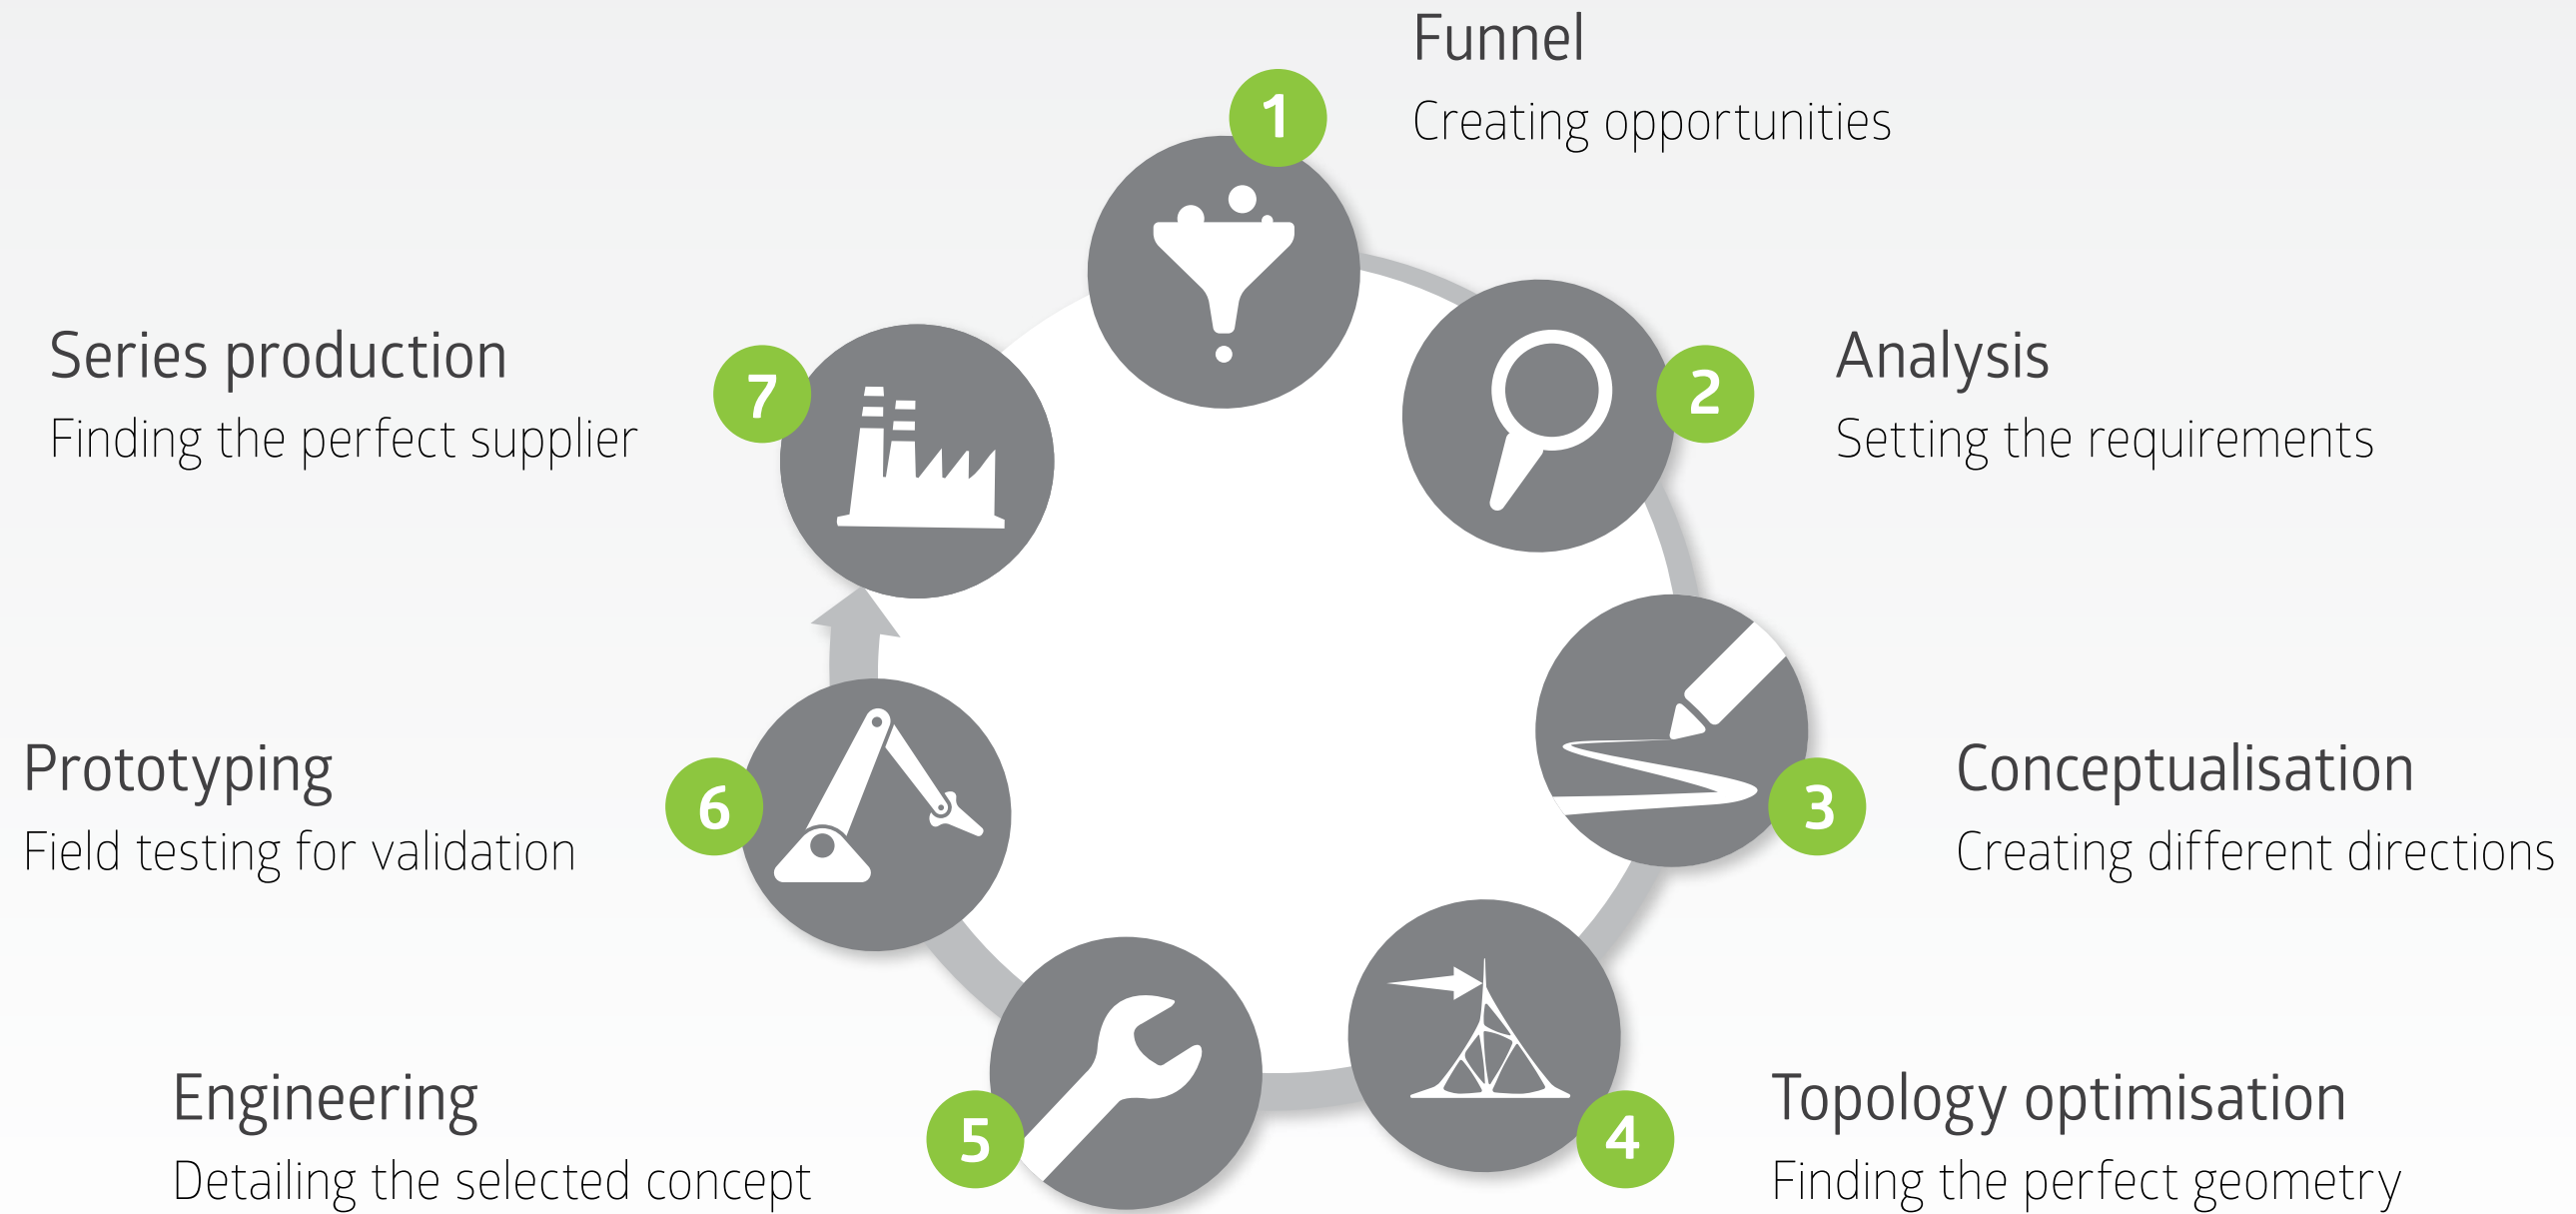 1
Funnel
Creating opportunities
2
Analysis
Setting the requirements
3
Conceptualisation
Creating different directions
4
Topology optimisation
Finding the perfect geometry
5
Engineering
Detailing the selected concept
6
Prototyping
Field testing for validation
7
Series production
Finding the perfect supplier